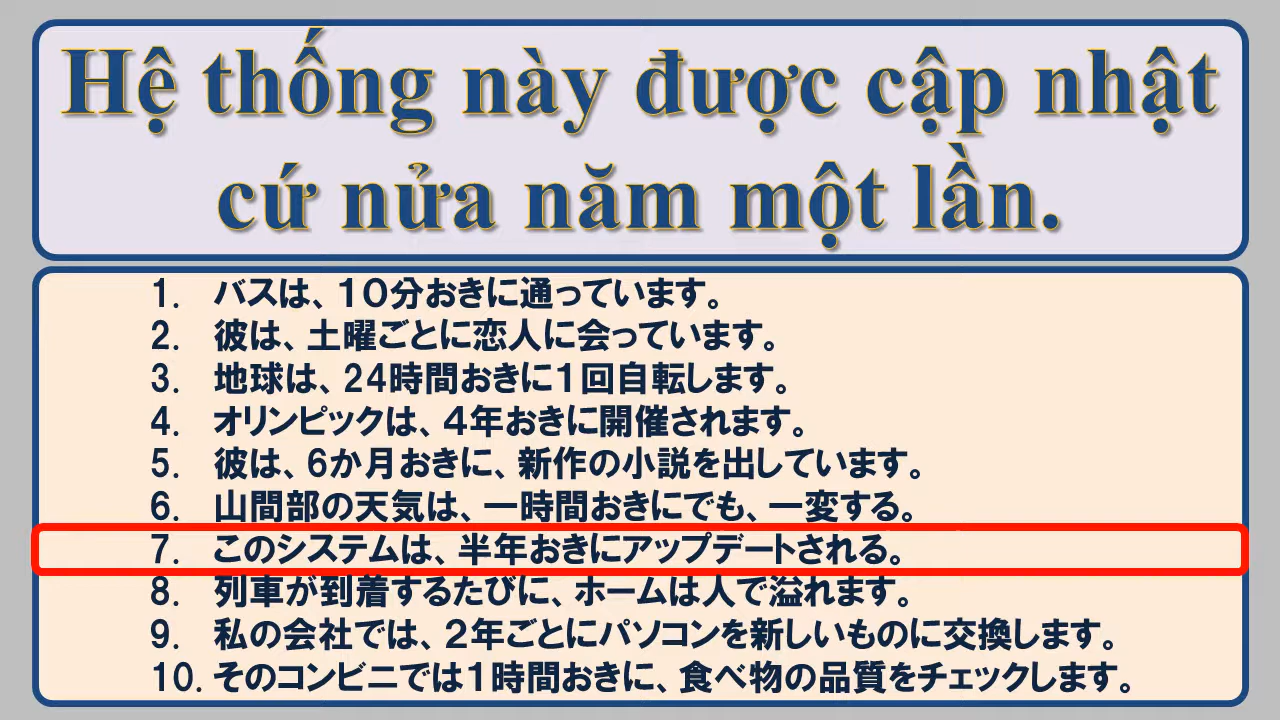 Hệ thống này được cập nhật
cứ nửa năm một lần.
1. バスは、１０分おきに通っています。
2. 彼は、土曜ごとに恋人に会っています。
3. 地球は、24時間おきに１回自転します。
4. オリンピックは、４年おきに開催されます。
5. 彼は、６か月おきに、新作の小説を出しています。
6. 山間部の天気は、一時間おきにでも、一変する。
7. このシステムは、半年おきにアップデートされる。
8. 列車が到着するたびに、ホームは人で溢れます。
9. 私の会社では、２年ごとにパソコンを新しいものに交換します。
10. そのコンビニでは１時間おきに、食べ物の品質をチェックします。